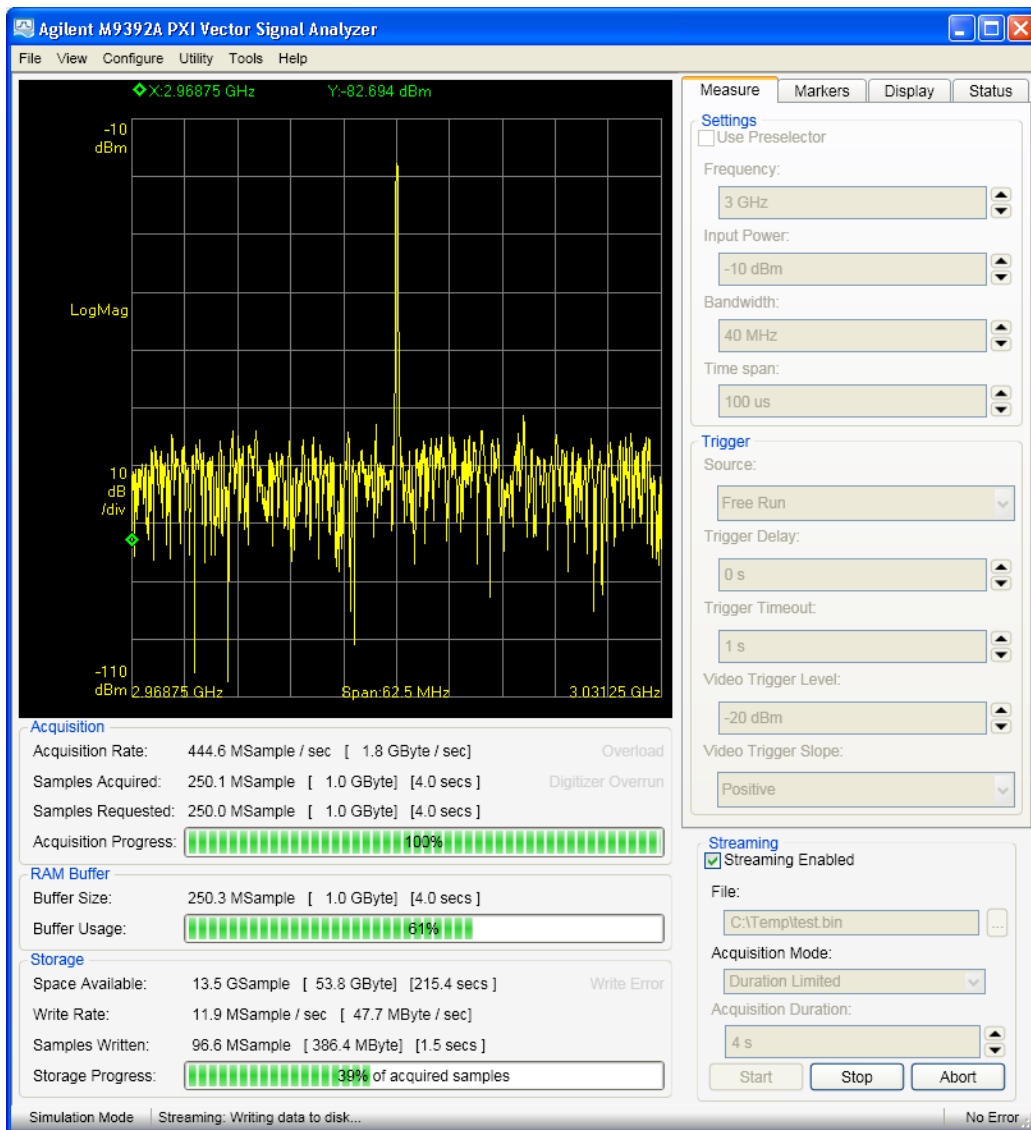 Agilent M9392A PXI Vector Signal Analyzer
File View Configure Utility Tools Help
X:2.96875 GHz Y:-82.694 dBm
-10
dBm
LogMag
10
dB
/div
-110
dBm
2.96875 GHz Span:62.5 MHz 3.03125 GHz
Measure Markers Display Status
Settings
Use Preselector
Frequency:
3 GHz
Input Power:
-10 dBm
Bandwidth:
40 MHz
Time span:
100 us
Trigger
Source:
Free Run
Trigger Delay:
0 s
Trigger Timeout:
1 s
Video Trigger Level:
-20 dBm
Video Trigger Slope:
Positive
Acquisition
Acquisition Rate: 444.6 MSample / sec [ 1.8 GByte / sec] Overload
Samples Acquired: 250.1 MSample [ 1.0 GByte] [4.0 secs ] Digitizer Overrun
Samples Requested: 250.0 MSample [ 1.0 GByte] [4.0 secs ]
Acquisition Progress: 100%
RAM Buffer
Buffer Size: 250.3 MSample [ 1.0 GByte] [4.0 secs ]
Buffer Usage: 61%
Storage
Space Available: 13.5 GSample [ 53.8 GByte] [215.4 secs ] Write Error
Write Rate: 11.9 MSample / sec [ 47.7 MByte / sec]
Samples Written: 96.6 MSample [ 386.4 MByte] [1.5 secs ]
Storage Progress: 39% of acquired samples
Streaming
Streaming Enabled
File:
C:\Temp\test.bin ...
Acquisition Mode:
Duration Limited
Acquisition Duration:
4 s
Start Stop Abort
Simulation Mode Streaming: Writing data to disk... No Error